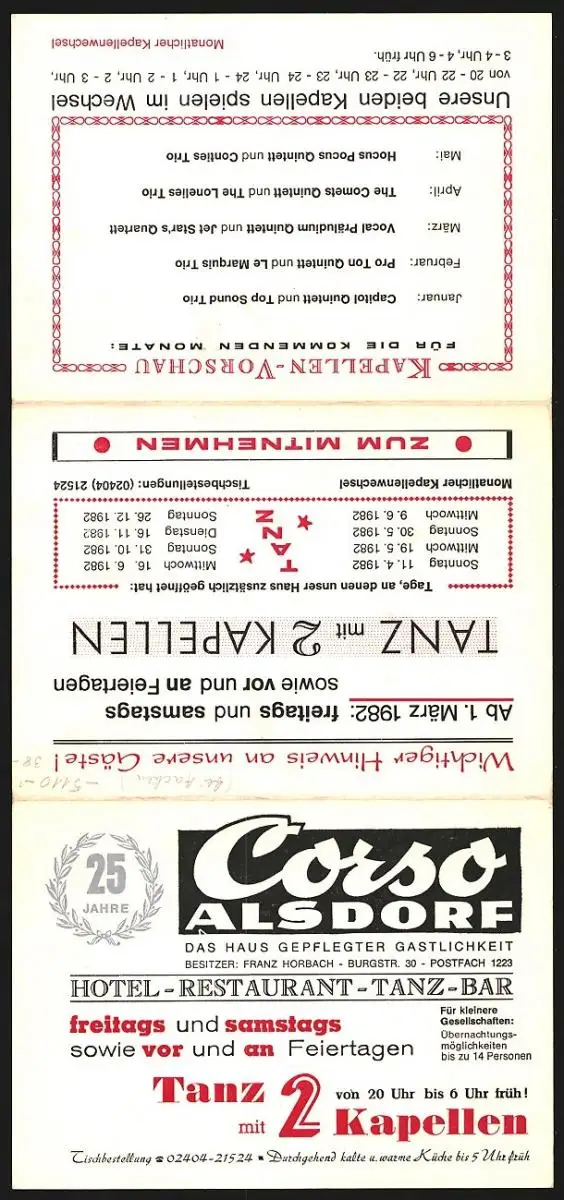 25
JAHRE
Corso
ALSDORF
DAS HAUS GEPFLEGTER GASTLICHKEIT
BESITZER: FRANZ HORBACH - BURGSTR. 30 - POSTFACH 1223
HOTEL-RESTAURANT-TANZ-BAR
freitags und samstags
sowie vor und an Feiertagen
Für kleinere
Gesellschaften:
Übernachtungs-
möglichkeiten
bis zu 14 Personen
Tanz 2 von 20 Uhr bis 6 Uhr früh!
mit Kapellen
Tischbestellung ☎ 02404-21524 ▪ Durchgehend kalte u. warme Küche bis 5 Uhr früh
5110-
38-
Wichtiger Hinweis an unsere Gäste!
Ab 1. März 1982: freitags und samstags
sowie vor und an Feiertagen
TANZ mit 2 KAPELLEN
Tage, an denen unser Haus zusätzlich geöffnet hat:
Sonntag 11. 4. 1982
Mittwoch 19. 5. 1982
Sonntag 30. 5. 1982
Mittwoch 9. 6. 1982
TANZ
Mittwoch 16. 6. 1982
Sonntag 31. 10. 1982
Dienstag 16. 11. 1982
Sonntag 26. 12. 1982
Monatlicher Kapellenwechsel Tischbestellungen: (02404) 21524
ZUM MITNEHMEN
KAPELLEN-VORSCHAU
FÜR DIE KOMMENDEN MONATE:
Januar: Capitol Quintett und Top Sound Trio
Februar: Pro Ton Quintett und Le Marquis Trio
März: Vocal Präludium Quintett und Jet Star's Quartett
April: The Comets Quintett und The Lonelies Trio
Mai: Hocus Pocus Quintett und Conties Trio
Unsere beiden Kapellen spielen im Wechsel
von 20 - 22 Uhr, 22 - 23 Uhr, 23 - 24 Uhr, 24 - 1 Uhr, 1 - 2 Uhr, 2 - 3 Uhr,
3 - 4 Uhr, 4 - 6 Uhr früh.
Monatlicher Kapellenwechsel